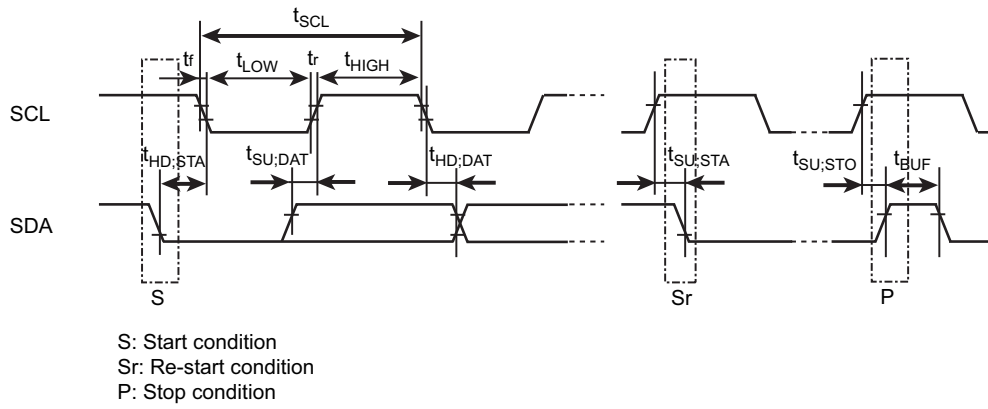 tSCL
tf tLOW tr tHIGH
SCL
tHD;STA tSU;DAT tHD;DAT tSU;STA tSU;STO tBUF
SDA
S Sr P
S: Start condition
Sr: Re-start condition
P: Stop condition